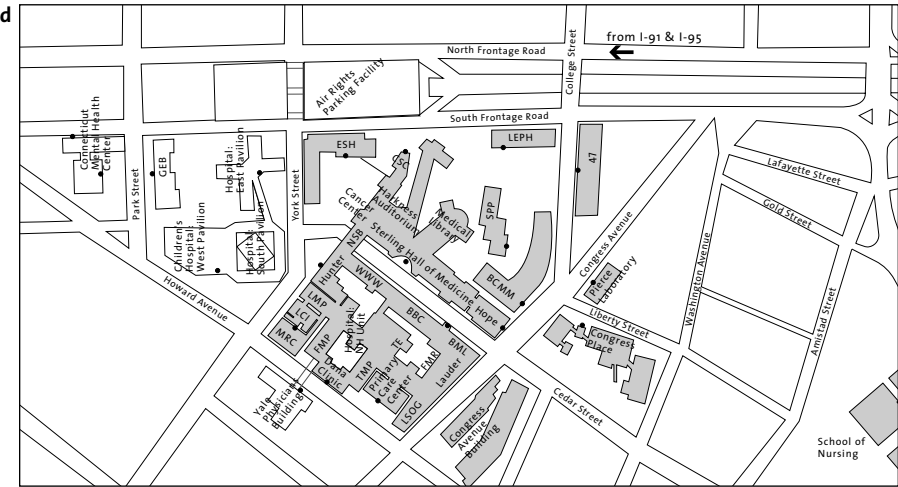 d
from I-91 & I-95
North Frontage Road
College Street
Air Rights
Parking Facility
South Frontage Road
Connecticut
Mental Health
Center
Park Street
GEB
Hospital:
East Pavilion
York Street
ESH
CSC
LEPH
47
Lafayette Street
Gold Street
Cancer
Center
Harkness
Auditorium
Medical
Library
SPP
Children's
Hospital:
West Pavilion
Hospital:
South Pavilion
NSB
Sterling Hall of Medicine
Congress Avenue
Washington Avenue
Pierce
Laboratory
BCMM
Hope
Howard Avenue
Hunter
WWW
LMP
LCI
MRC
FMP
Hospital:
NH Unit
BBC
TE
BML
FMR
Lauder
Liberty Street
Congress
Place
Amistad Street
Dana
Clinic
TMP
Primary
Care
Center
LSOG
Yale
Physicians
Building
Cedar Street
Congress
Avenue
Building
School of
Nursing